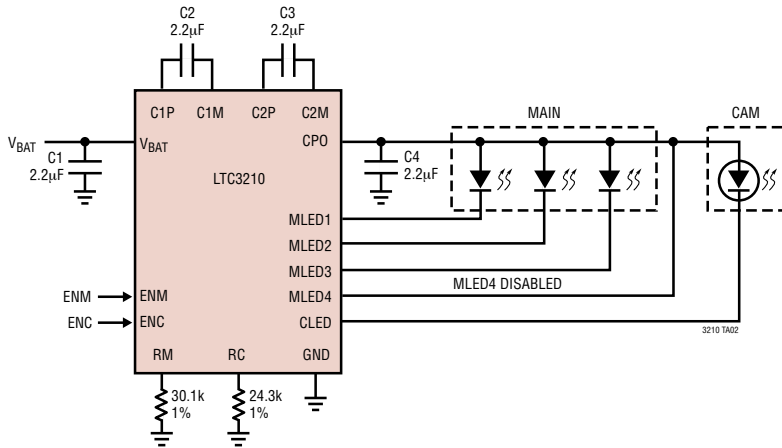 C2
2.2µF
C3
2.2µF
C1P
C1M
C2P
C2M
MAIN
CAM
VBAT
VBAT
CPO
C1
2.2µF
C4
2.2µF
LTC3210
MLED1
MLED2
MLED3
MLED4 DISABLED
ENM
ENM
MLED4
ENC
ENC
CLED
3210 TA02
RM
RC
GND
30.1k
1%
24.3k
1%